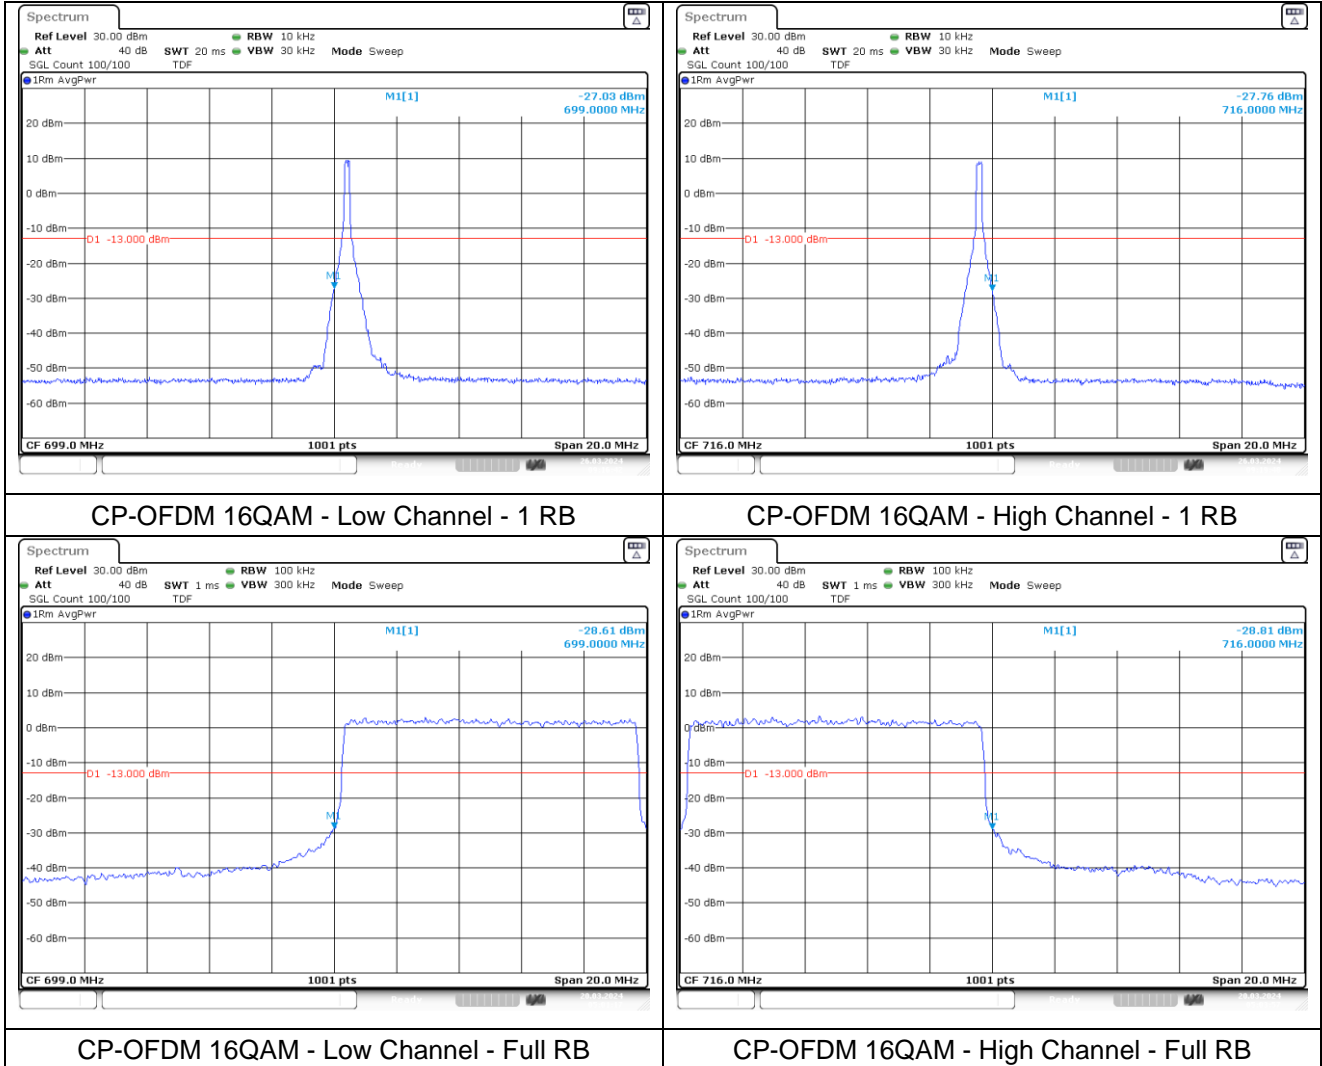 Spectrum
Ref Level 30.00 dBm RBW 10 kHz
Att 40 dB SWT 20 ms VBW 30 kHz Mode Sweep
SGL Count 100/100 TDF
1Rm AvgPwr
M1[1] -27.03 dBm
699.0000 MHz
20 dBm
10 dBm
0 dBm
-10 dBm
D1 -13.000 dBm
-20 dBm
M1
-30 dBm
-40 dBm
-50 dBm
-60 dBm
CF 699.0 MHz 1001 pts Span 20.0 MHz
Ready
Spectrum
Ref Level 30.00 dBm RBW 10 kHz
Att 40 dB SWT 20 ms VBW 30 kHz Mode Sweep
SGL Count 100/100 TDF
1Rm AvgPwr
M1[1] -27.76 dBm
716.0000 MHz
20 dBm
10 dBm
0 dBm
-10 dBm
D1 -13.000 dBm
-20 dBm
M1
-30 dBm
-40 dBm
-50 dBm
-60 dBm
CF 716.0 MHz 1001 pts Span 20.0 MHz
Ready
CP-OFDM 16QAM - Low Channel - 1 RB
CP-OFDM 16QAM - High Channel - 1 RB
Spectrum
Ref Level 30.00 dBm RBW 100 kHz
Att 40 dB SWT 1 ms VBW 300 kHz Mode Sweep
SGL Count 100/100 TDF
1Rm AvgPwr
M1[1] -28.61 dBm
699.0000 MHz
20 dBm
10 dBm
0 dBm
-10 dBm
D1 -13.000 dBm
-20 dBm
M1
-30 dBm
-40 dBm
-50 dBm
-60 dBm
CF 699.0 MHz 1001 pts Span 20.0 MHz
Ready
Spectrum
Ref Level 30.00 dBm RBW 100 kHz
Att 40 dB SWT 1 ms VBW 300 kHz Mode Sweep
SGL Count 100/100 TDF
1Rm AvgPwr
M1[1] -28.81 dBm
716.0000 MHz
20 dBm
10 dBm
0 dBm
-10 dBm
D1 -13.000 dBm
-20 dBm
M1
-30 dBm
-40 dBm
-50 dBm
-60 dBm
CF 716.0 MHz 1001 pts Span 20.0 MHz
Ready
CP-OFDM 16QAM - Low Channel - Full RB
CP-OFDM 16QAM - High Channel - Full RB